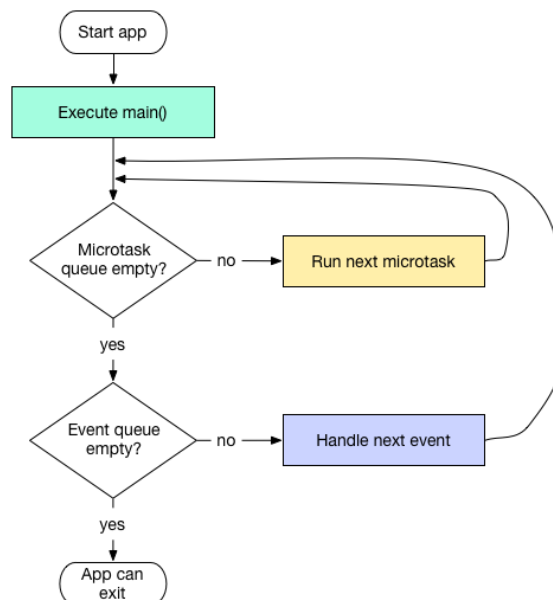 Start app
Execute main()
Microtask
queue empty?
no
Run next microtask
yes
Event queue
empty?
no
Handle next event
yes
App can
exit